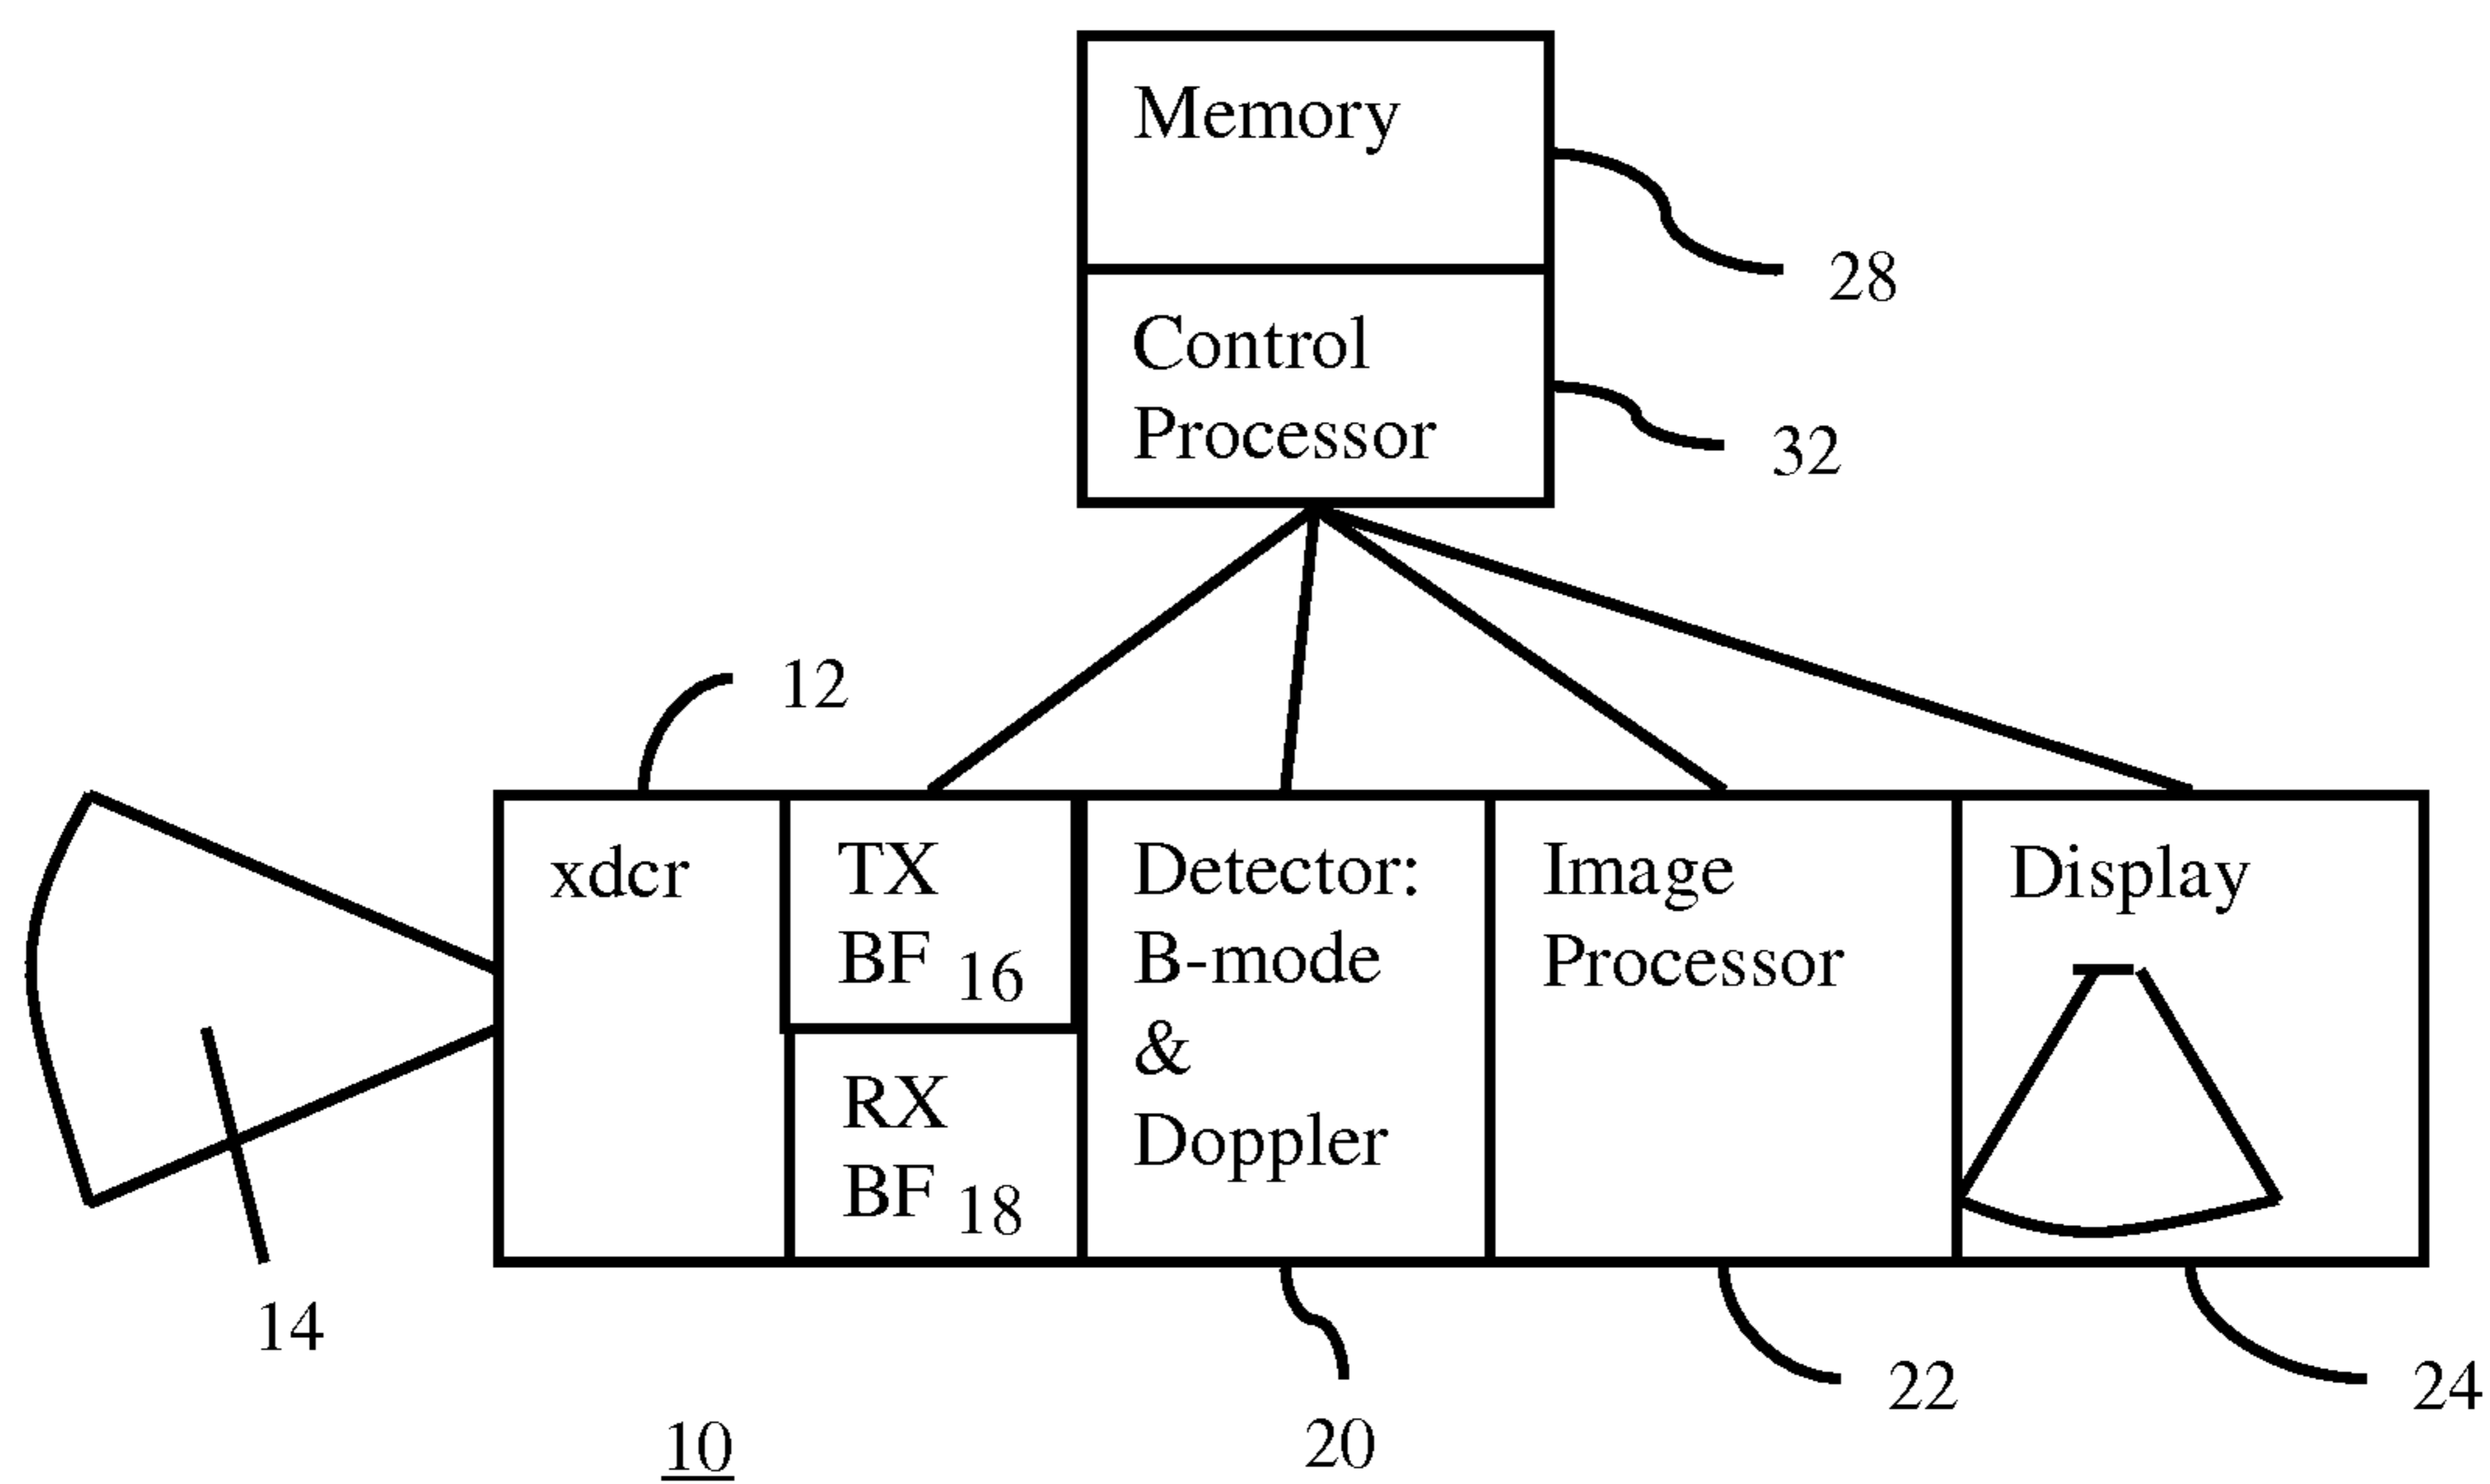 Memory
28
Control
Processor
32
12
xdcr
TX
BF 16
RX
BF 18
Detector:
B-mode
&
Doppler
Image
Processor
Display
14
10
20
22
24